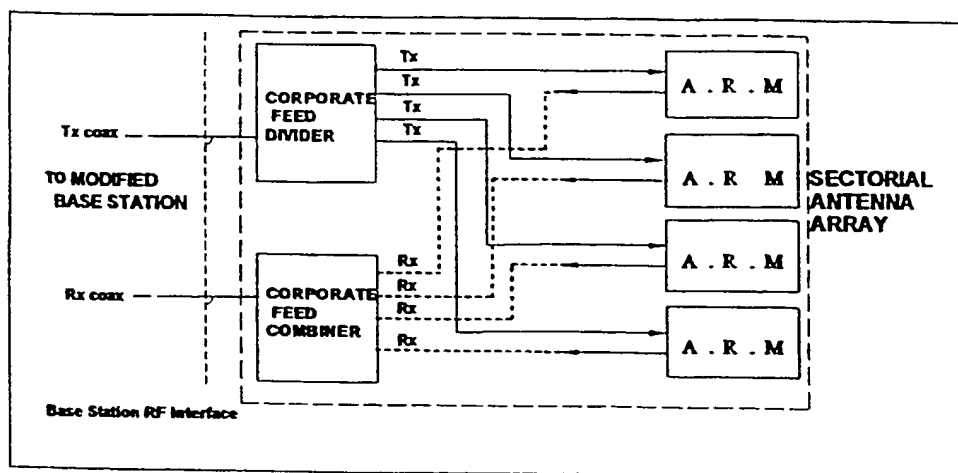 Tx
Tx
Tx
Tx
CORPORATE
FEED
DIVIDER
Tx coax
TO MODIFIED
BASE STATION
Rx coax
Rx
Rx
Rx
Rx
CORPORATE
FEED
COMBINER
A . R . M
A . R M
A . R . M
A . R . M
SECTORIAL
ANTENNA
ARRAY
Base Station RF Interface